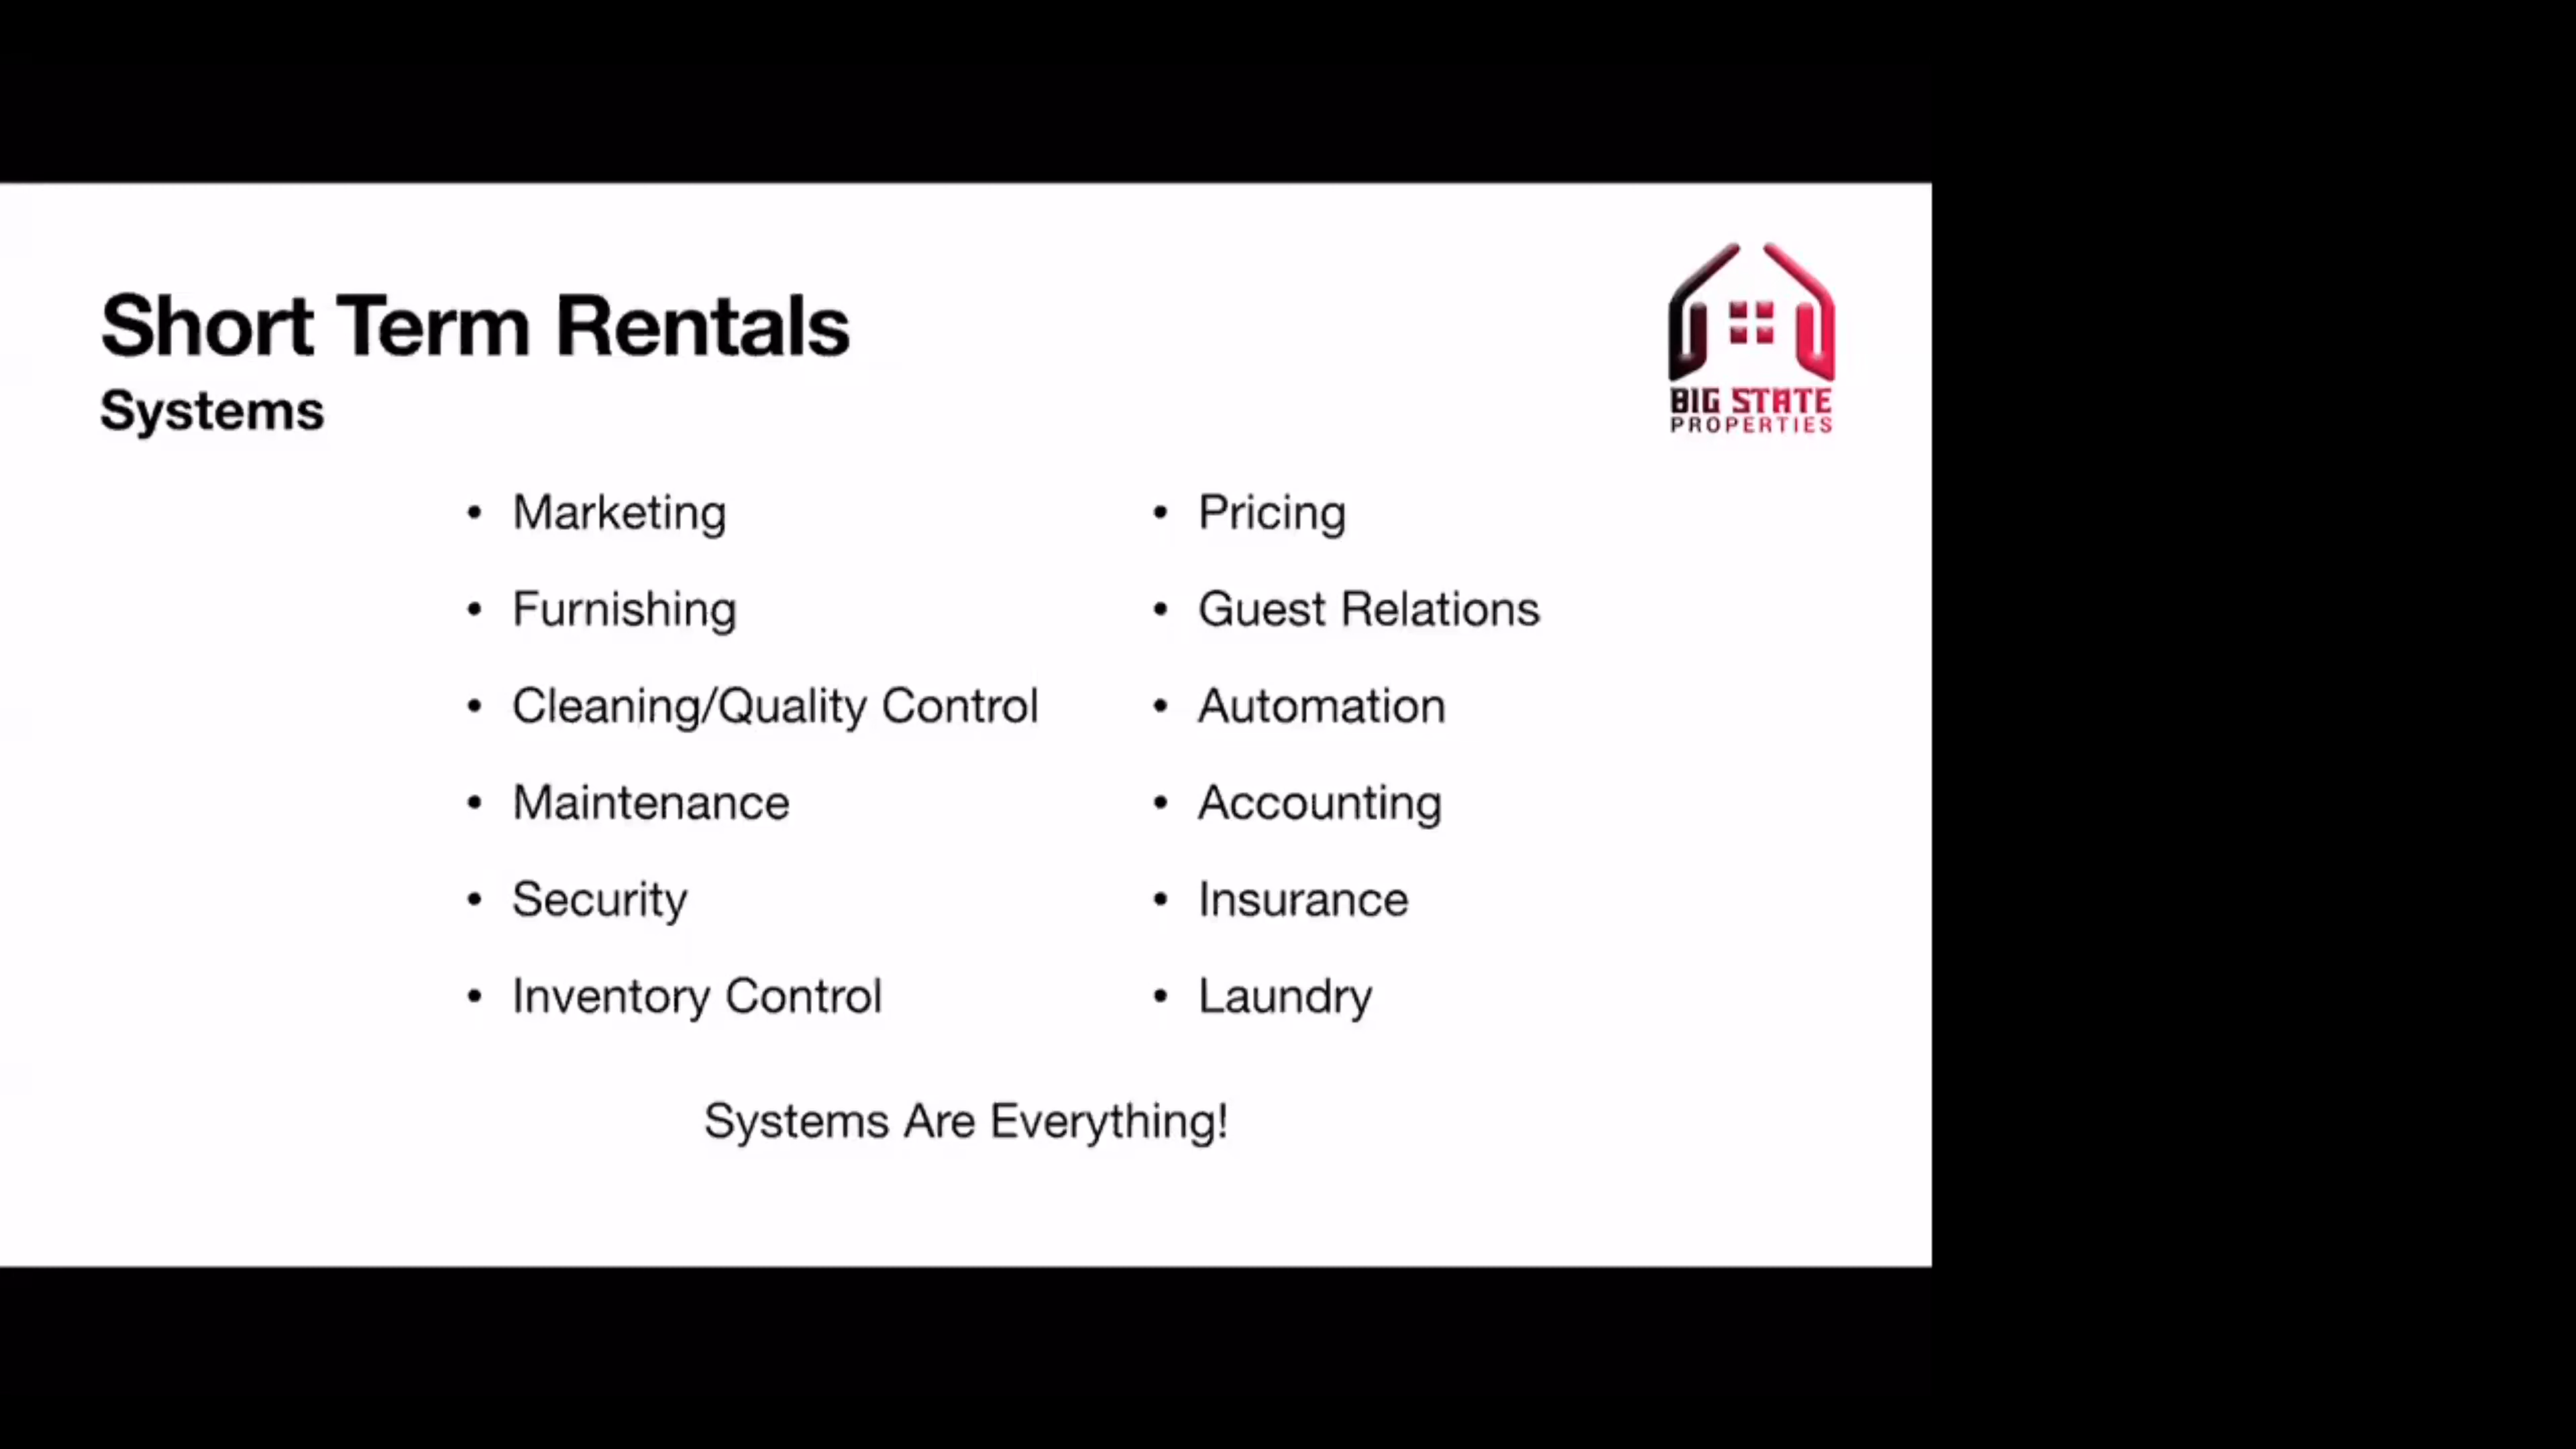 Short Term Rentals
Systems
BIG STATE
PROPERTIES
• Marketing
• Furnishing
• Cleaning/Quality Control
• Maintenance
• Security
• Inventory Control
• Pricing
• Guest Relations
• Automation
• Accounting
• Insurance
• Laundry
Systems Are Everything!